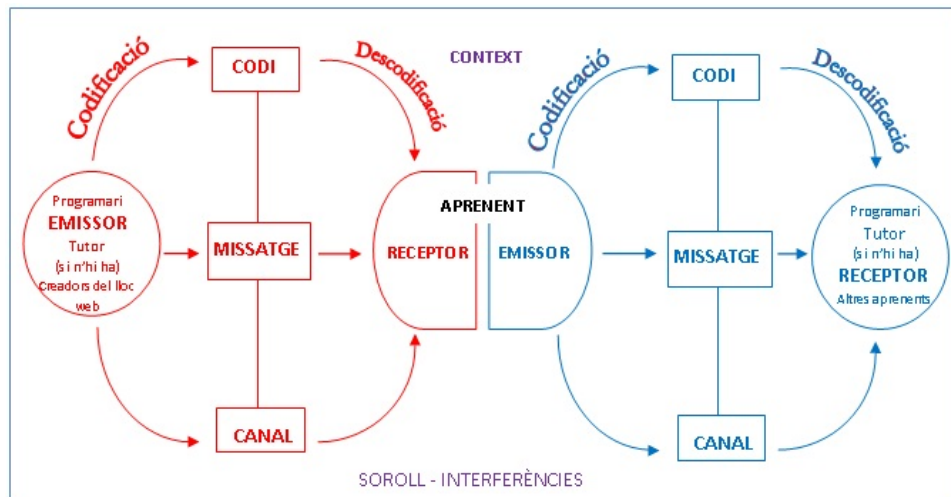 Codificació
CODI
Descodificació
CONTEXT
Codificació
CODI
Descodificació
Programari
EMISSOR
Tutor
(si n'hi ha)
Creadors del lloc
web
MISSATGE
APRENENT
RECEPTOR
EMISSOR
MISSATGE
Programari
Tutor
(si n'hi ha)
RECEPTOR
Altres aprenents
CANAL
CANAL
SOROLL - INTERFERÈNCIES